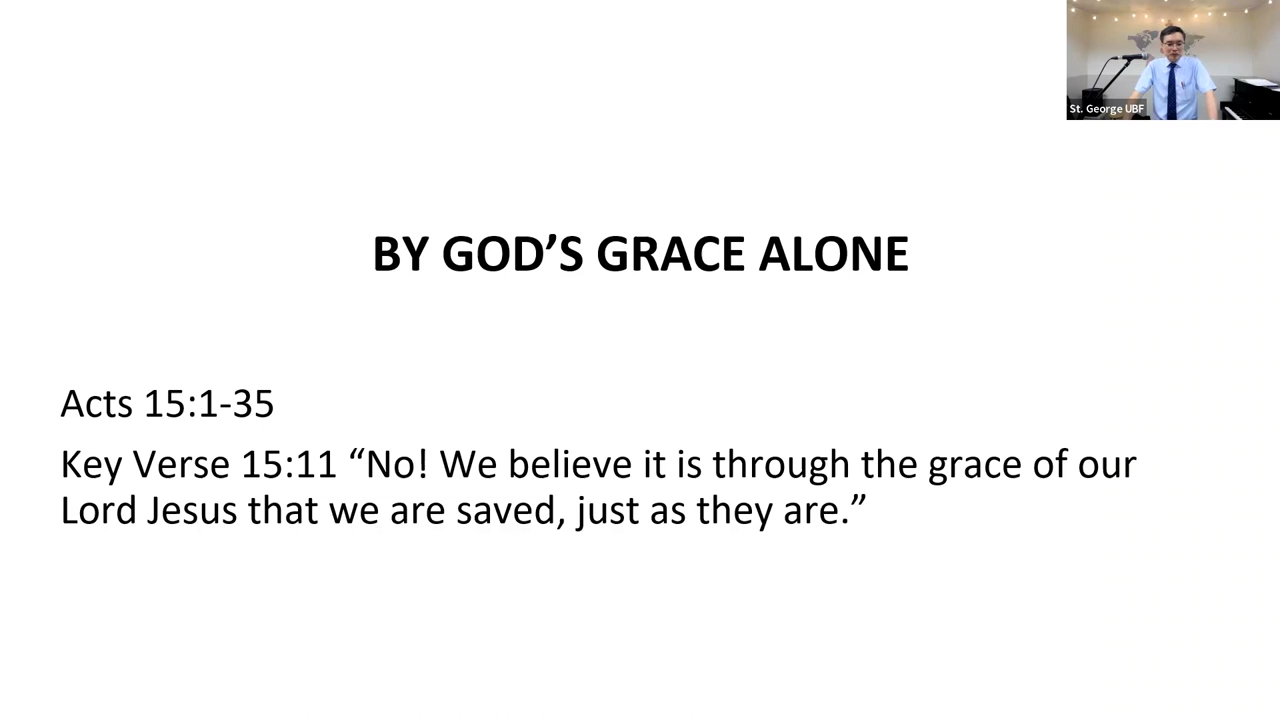 St. George UBF
BY GOD’S GRACE ALONE
Acts 15:1-35
Key Verse 15:11 “No! We believe it is through the grace of our
Lord Jesus that we are saved, just as they are.”